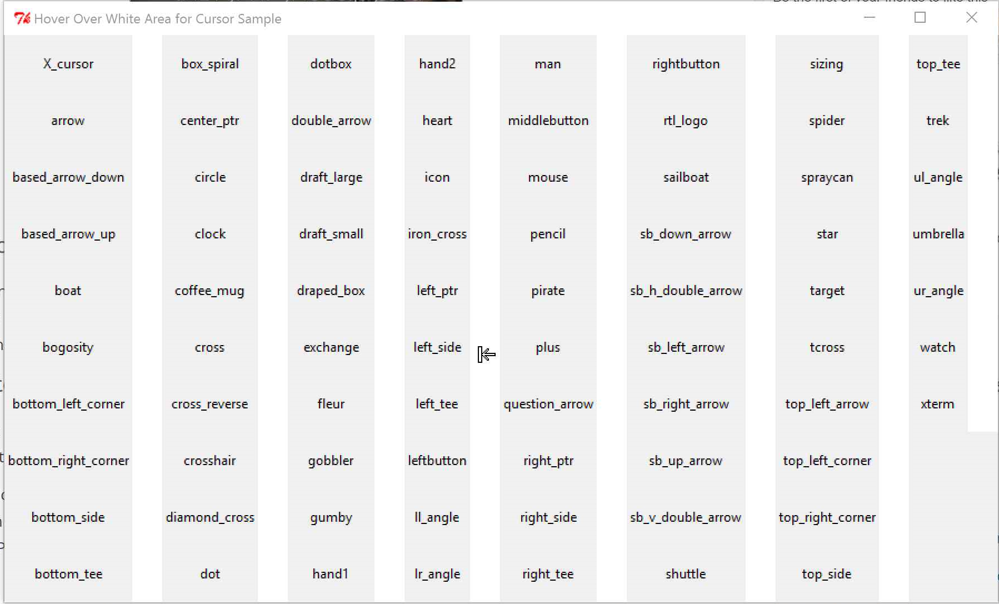 Hover Over White Area for Cursor Sample
X_cursor box_spiral dotbox hand2 man rightbutton sizing top_tee
arrow center_ptr double_arrow heart middlebutton rtl_logo spider trek
based_arrow_down circle draft_large icon mouse sailboat spraycan ul_angle
based_arrow_up clock draft_small iron_cross pencil sb_down_arrow star umbrella
boat coffee_mug draped_box left_ptr pirate sb_h_double_arrow target ur_angle
bogosity cross exchange left_side plus sb_left_arrow tcross watch
bottom_left_corner cross_reverse fleur left_tee question_arrow sb_right_arrow top_left_arrow xterm
bottom_right_corner crosshair gobbler leftbutton right_ptr sb_up_arrow top_left_corner
bottom_side diamond_cross gumby ll_angle right_side sb_v_double_arrow top_right_corner
bottom_tee dot hand1 lr_angle right_tee shuttle top_side